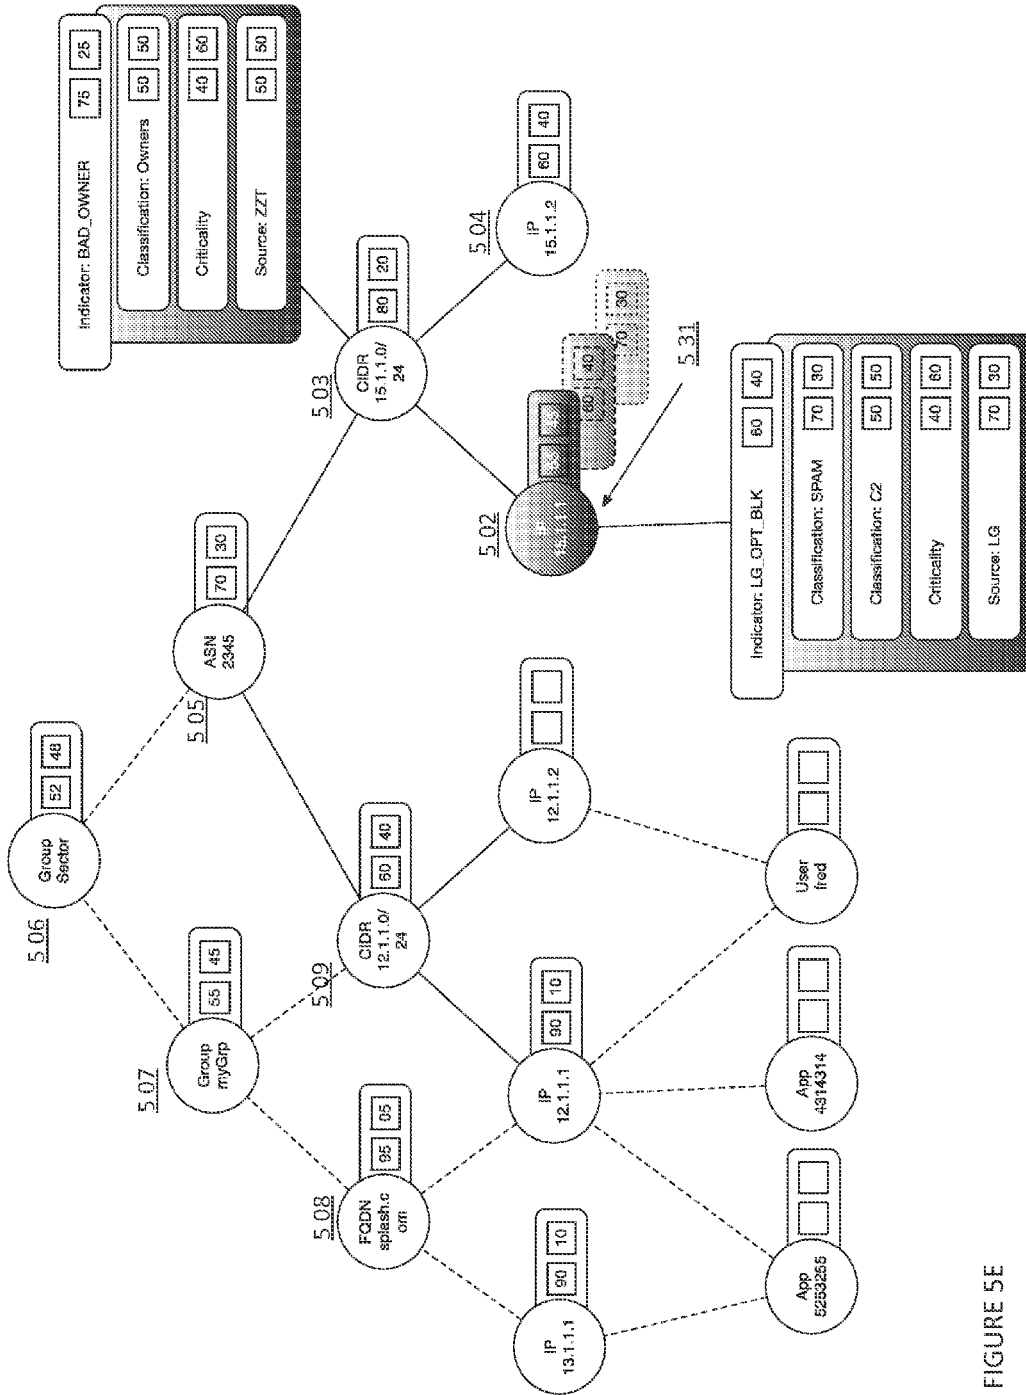 Indicator: BAD_OWNER 75 25
Classification: Owners 50 50
Criticality 40 60
Source: ZZT 50 50
5.06
Group
Sector
52 48
5.05
ASN
2345
70 30
5.03
CIDR
15.1.1.0/
24
80 20
5.04
IP
15.1.1.2
60 40
5.07
Group
myGrp
55 45
5.09
CIDR
12.1.1.0/
24
60 40
5.02
60 40
70 30
5.31
5.08
FQDN
splash.c
om
95 05
IP
12.1.1.1
90 10
IP
12.1.1.2
IP
13.1.1.1
90 10
App
5253255
App
4314314
User
fred
Indicator: LG_OPT_BLK 60 40
Classification: SPAM 70 30
Classification: C2 50 50
Criticality 40 60
Source: LG 70 30
FIGURE 5E